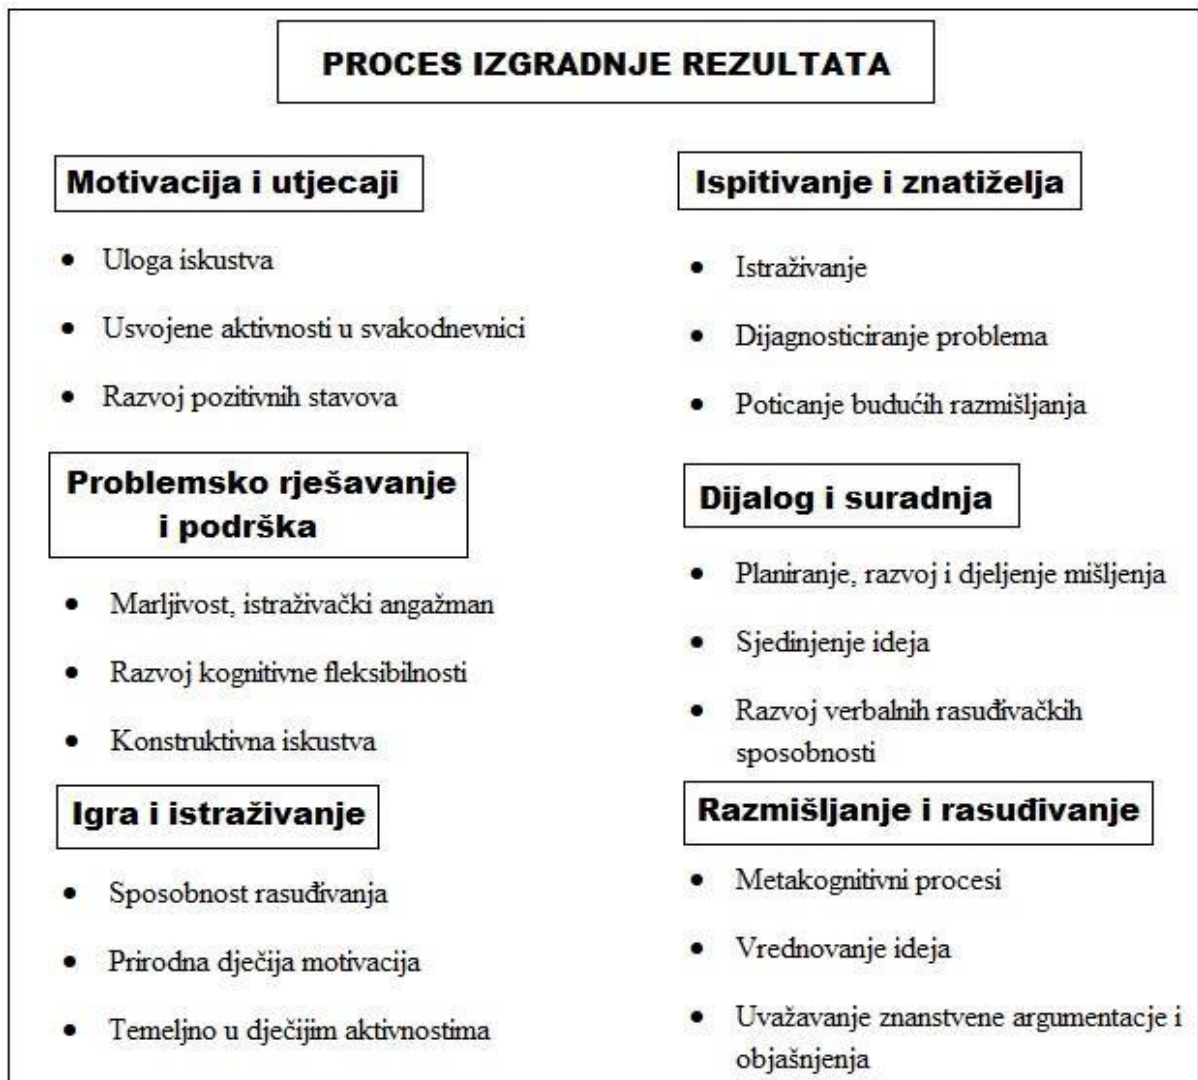 PROCES IZGRADNJE REZULTATA
Motivacija i utjecaji
• Uloga iskustva
• Usvojene aktivnosti u svakodnevnici
• Razvoj pozitivnih stavova
Problemsko rješavanje
i podrška
• Marljivost, istraživački angažman
• Razvoj kognitivne fleksibilnosti
• Konstruktivna iskustva
Igra i istraživanje
• Sposobnost rasuđivanja
• Prirodna dječija motivacija
• Temeljno u dječijim aktivnostima
Ispitivanje i znatiželja
• Istraživanje
• Dijagnosticiranje problema
• Poticanje budućih razmišljanja
Dijalog i suradnja
• Planiranje, razvoj i djeljenje mišljenja
• Sjedinjenje ideja
• Razvoj verbalnih rasuđivačkih
sposobnosti
Razmišljanje i rasuđivanje
• Metakognitivni procesi
• Vrednovanje ideja
• Uvažavanje znanstvene argumentacje i
objašnjenja